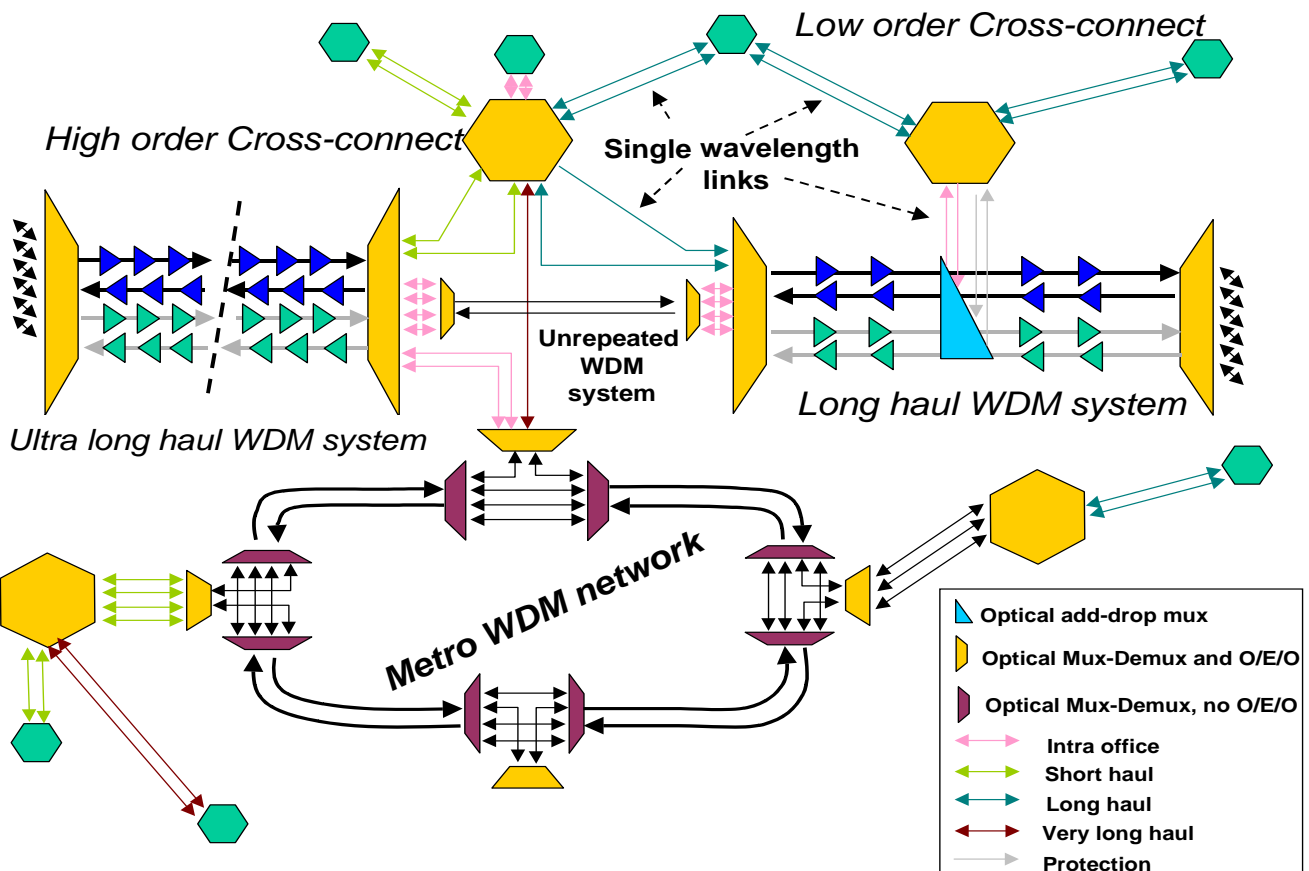 Low order Cross-connect
High order Cross-connect
Single wavelength
links
Unrepeated
WDM
system
Long haul WDM system
Ultra long haul WDM system
Metro WDM network
Optical add-drop mux
Optical Mux-Demux and O/E/O
Optical Mux-Demux, no O/E/O
Intra office
Short haul
Long haul
Very long haul
Protection